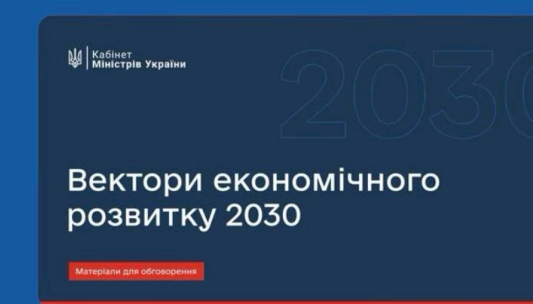 Кабінет
Міністрів України
2030
Вектори економічного
розвитку 2030
Матеріали для обговорення